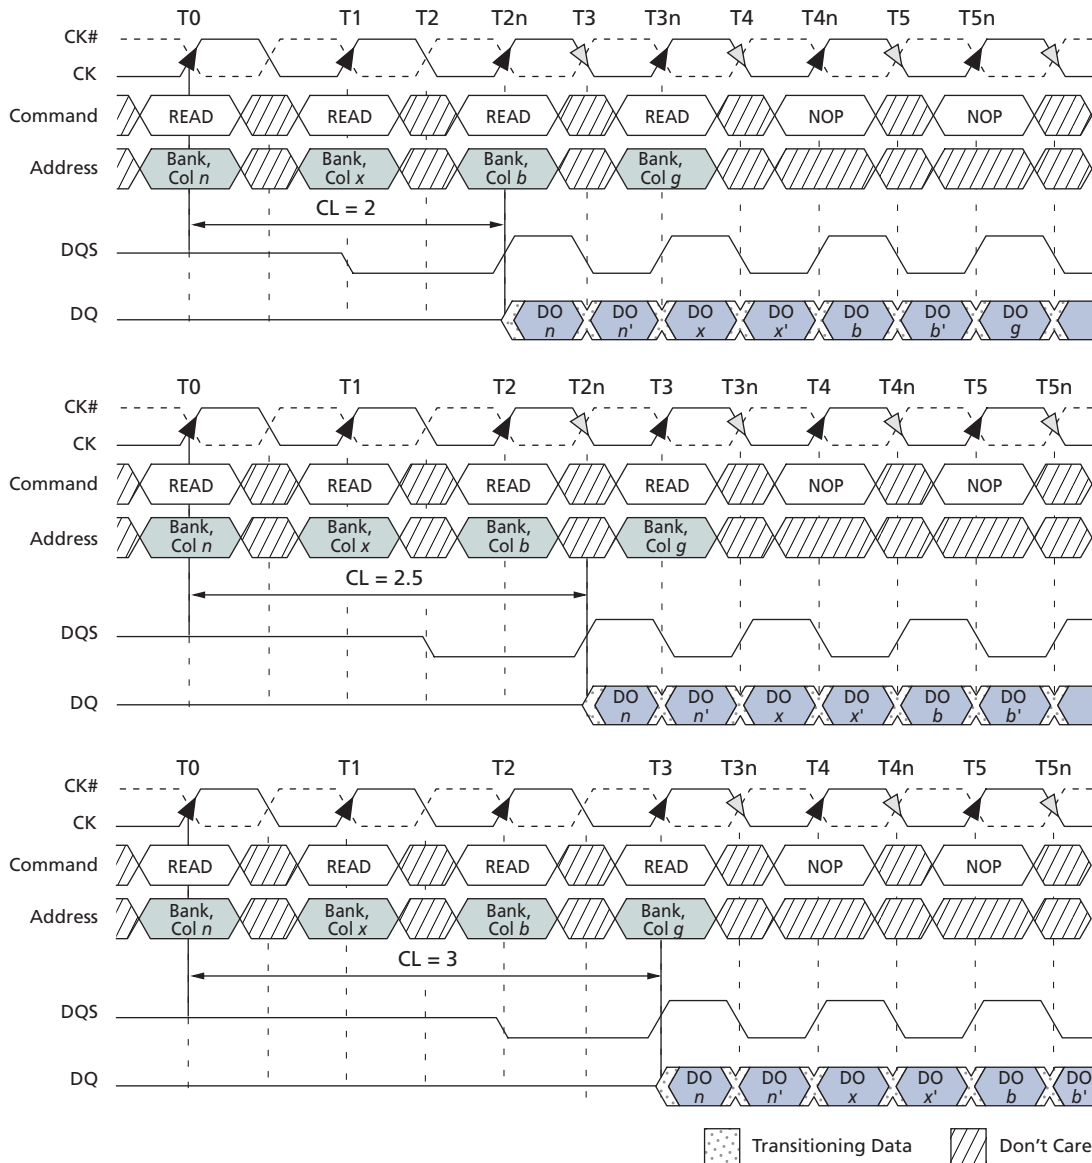 T0 T1 T2 T2n T3 T3n T4 T4n T5 T5n
CK#
CK
Command READ READ READ READ NOP NOP
Address Bank, Col n Bank, Col x Bank, Col b Bank, Col g
CL = 2
DQS
DQ DO n DO n' DO x DO x' DO b DO b' DO g
T0 T1 T2 T2n T3 T3n T4 T4n T5 T5n
CK#
CK
Command READ READ READ READ NOP NOP
Address Bank, Col n Bank, Col x Bank, Col b Bank, Col g
CL = 2.5
DQS
DQ DO n DO n' DO x DO x' DO b DO b'
T0 T1 T2 T3 T3n T4 T4n T5 T5n
CK#
CK
Command READ READ READ READ NOP NOP
Address Bank, Col n Bank, Col x Bank, Col b Bank, Col g
CL = 3
DQS
DQ DO n DO n' DO x DO x' DO b DO b'
Transitioning Data Don't Care